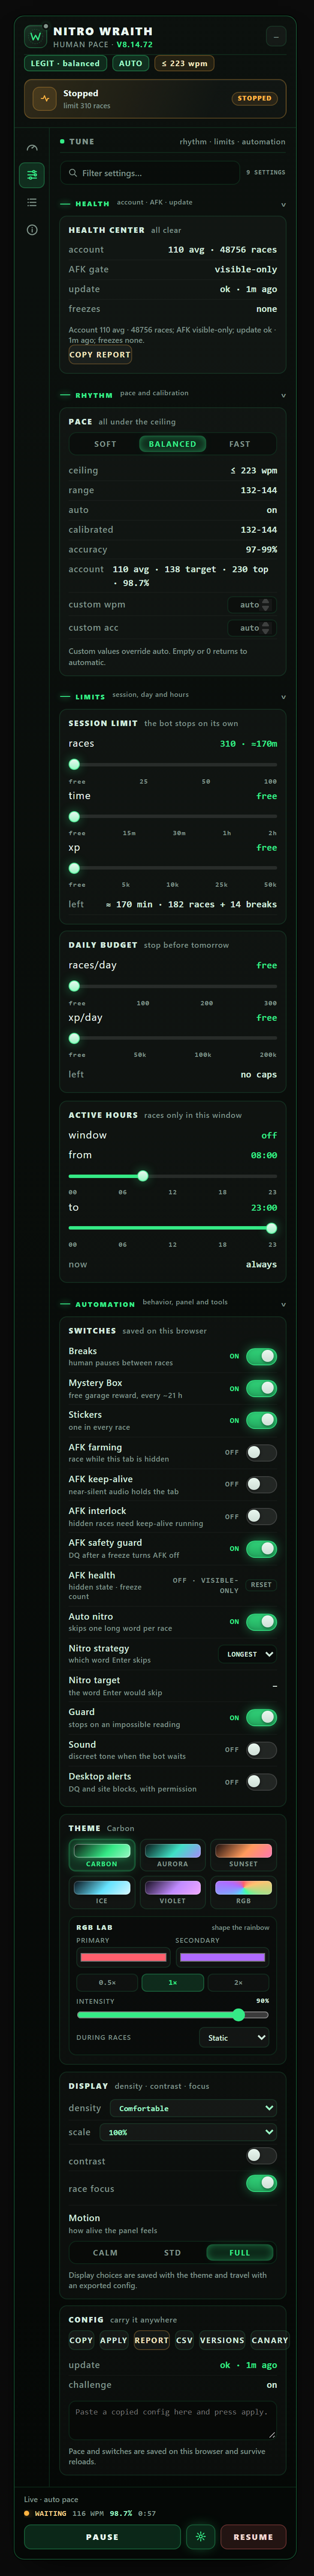 W
NITRO WRAITH
HUMAN PACE · V8.14.72
LEGIT · balanced
AUTO
≤ 223 wpm
Stopped
limit 310 races
STOPPED
TUNE
rhythm · limits · automation
Filter settings...
9 SETTINGS
HEALTH account · AFK · update
HEALTH CENTER all clear
account 110 avg · 48756 races
AFK gate visible-only
update ok · 1m ago
freezes none
Account 110 avg · 48756 races; AFK visible-only; update ok ·
1m ago; freezes none.
COPY REPORT
RHYTHM pace and calibration
PACE all under the ceiling
SOFT BALANCED FAST
ceiling ≤ 223 wpm
range 132-144
auto on
calibrated 132-144
accuracy 97-99%
account 110 avg · 138 target · 230 top
· 98.7%
custom wpm auto
custom acc auto
Custom values override auto. Empty or 0 returns to
automatic.
LIMITS session, day and hours
SESSION LIMIT the bot stops on its own
races 310 · ≈170m
free 25 50 100
time free
free 15m 30m 1h 2h
xp free
free 5k 10k 25k 50k
left ≈ 170 min · 182 races + 14 breaks
DAILY BUDGET stop before tomorrow
races/day free
free 100 200 300
xp/day free
free 50k 100k 200k
left no caps
ACTIVE HOURS races only in this window
window off
from 08:00
00 06 12 18 23
to 23:00
00 06 12 18 23
now always
AUTOMATION behavior, panel and tools
SWITCHES saved on this browser
Breaks
human pauses between races
ON
Mystery Box
free garage reward, every ~21 h
ON
Stickers
one in every race
ON
AFK farming
race while this tab is hidden
OFF
AFK keep-alive
near-silent audio holds the tab
OFF
AFK interlock
hidden races need keep-alive running
OFF
AFK safety guard
DQ after a freeze turns AFK off
ON
AFK health
hidden state · freeze
count
OFF · VISIBLE-
ONLY
RESET
Auto nitro
skips one long word per race
ON
Nitro strategy
which word Enter skips
LONGEST
Nitro target
the word Enter would skip
–
Guard
stops on an impossible reading
ON
Sound
discreet tone when the bot waits
OFF
Desktop alerts
DQ and site blocks, with permission
OFF
THEME Carbon
CARBON AURORA SUNSET
ICE VIOLET RGB
RGB LAB shape the rainbow
PRIMARY SECONDARY
0.5× 1× 2×
INTENSITY 90%
DURING RACES Static
DISPLAY density · contrast · focus
density Comfortable
scale 100%
contrast
race focus
Motion
how alive the panel feels
CALM STD FULL
Display choices are saved with the theme and travel with
an exported config.
CONFIG carry it anywhere
COPY APPLY REPORT CSV VERSIONS CANARY
update ok · 1m ago
challenge on
Paste a copied config here and press apply.
Pace and switches are saved on this browser and survive
reloads.
Live · auto pace
WAITING 116 WPM 98.7% 0:57
PAUSE
RESUME